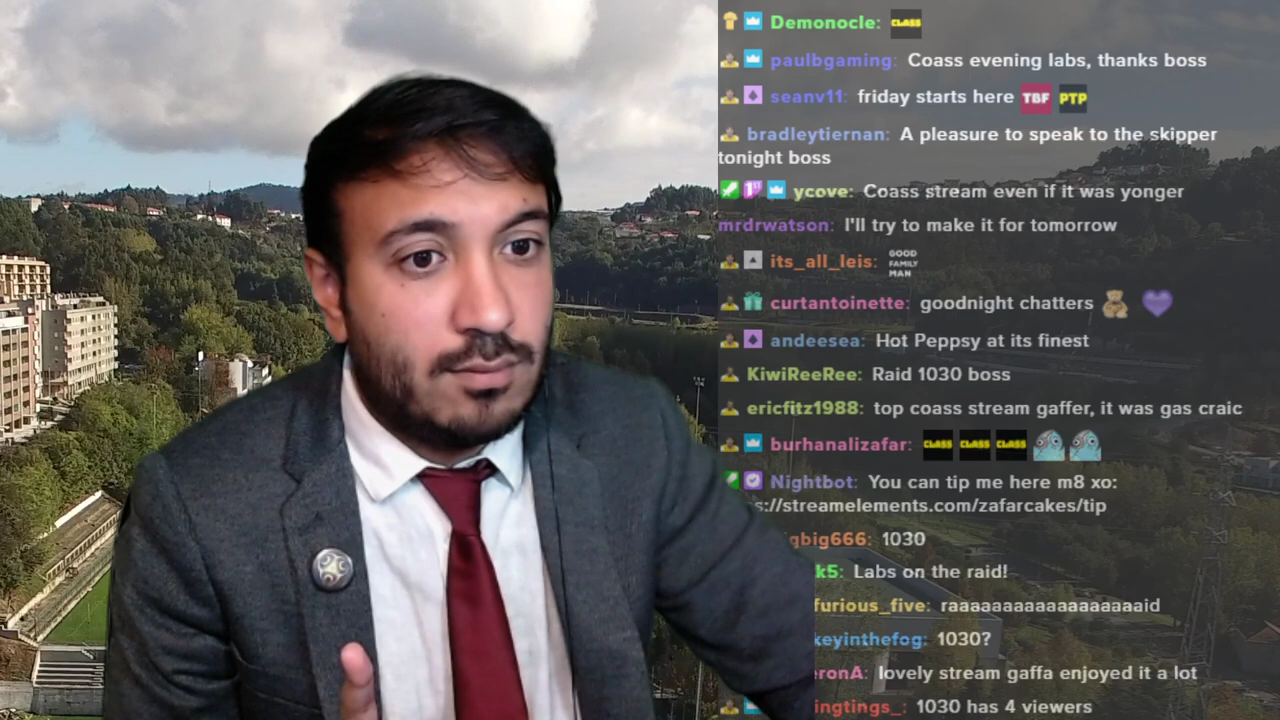 Demonocle: CLASS
paulbgaming: Coass evening labs, thanks boss
seanv11: friday starts here TBF PTP
bradleytiernan: A pleasure to speak to the skipper
tonight boss
ycove: Coass stream even if it was yonger
mrdrwatson: I'll try to make it for tomorrow
its_all_leis: GOOD FAMILY MAN
curtantoinette: goodnight chatters
andeesea: Hot Peppsy at its finest
KiwiReeRee: Raid 1030 boss
ericfitz1988: top coass stream gaffer, it was gas craic
burhanalizafar: CLASS CLASS CLASS
Nightbot: You can tip me here m8 xo:
s://streamelements.com/zafarcakes/tip
igbig666: 1030
k5: Labs on the raid!
furious_five: raaaaaaaaaaaaaaaaaid
keyinthefog: 1030?
eronA: lovely stream gaffa enjoyed it a lot
ingtings_: 1030 has 4 viewers